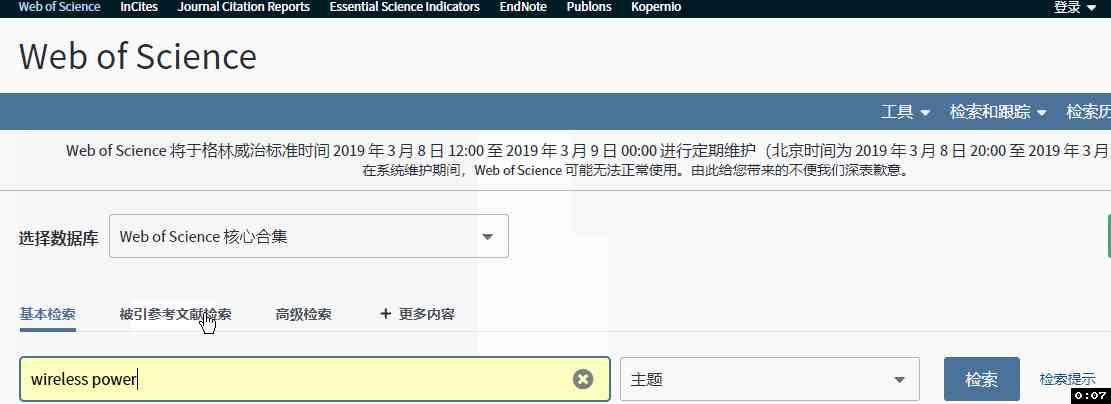 Web of Science InCites Journal Citation Reports Essential Science Indicators EndNote Publons Kopernio 登录
Web of Science
工具 检索和跟踪 检索历
Web of Science 将于格林威治标准时间 2019 年 3 月 8 日 12:00 至 2019 年 3 月 9 日 00:00 进行定期维护（北京时间为 2019 年 3 月 8 日 20:00 至 2019 年 3 月
在系统维护期间，Web of Science 可能无法正常使用。由此给您带来的不便我们深表歉意。
选择数据库 Web of Science 核心合集
基本检索 被引参考文献检索 高级检索 + 更多内容
wireless power 主题 检索 检索提示
0:07